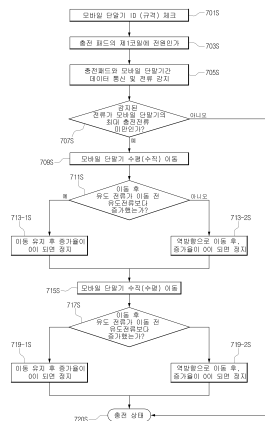 모바일 단말기 ID (규격) 체크
701S
충전 패드의 제1코일에 전원인가
703S
충전패드와 모바일 단말기간
데이터 통신 및 전류 감지
705S
감지된
전류가 모바일 단말기의
최대 충전전류
미만인가?
아니오
707S
예
모바일 단말기 수평(수직) 이동
709S
711S
이동 후
유도 전류가 이동 전
유도전류보다
증가했는가?
예
아니오
713-1S
713-2S
이동 유지 후 증가율이
0이 되면 정지
역방향으로 이동 후,
증가율이 0이 되면 정지
715S
모바일 단말기 수직(수평) 이동
717S
이동 후
유도 전류가 이동 전
유도전류보다
증가했는가?
719-1S
719-2S
이동 유지 후 증가율이
0이 되면 정지
역방향으로 이동 후,
증가율이 0이 되면 정지
720S
충전 상태